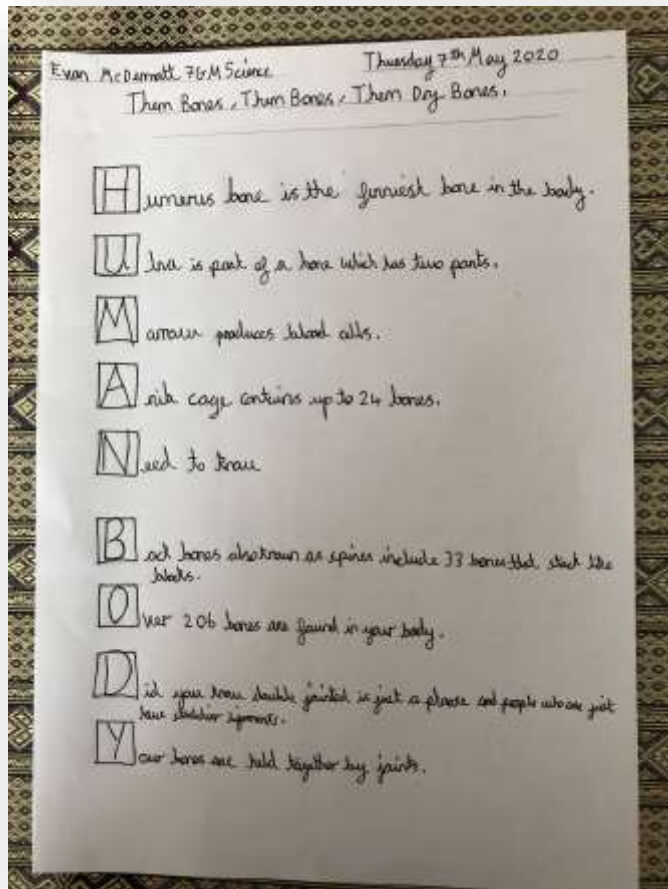 Evan McDermott 7GM Science Thursday 7th May 2020
Them Bones, Them Bones, Them Dry Bones.
Humerus bone is the funniest bone in the body.
Ulna is part of a bone which has two parts.
Marrow produces blood cells.
A rib cage contains up to 24 bones.
Need to know
Back bones also known as spines include 33 bones that stack like
blocks.
Over 206 bones are found in your body.
Did you know double jointed is just a phrase and people who are just
have
Your bones are held together by joints.